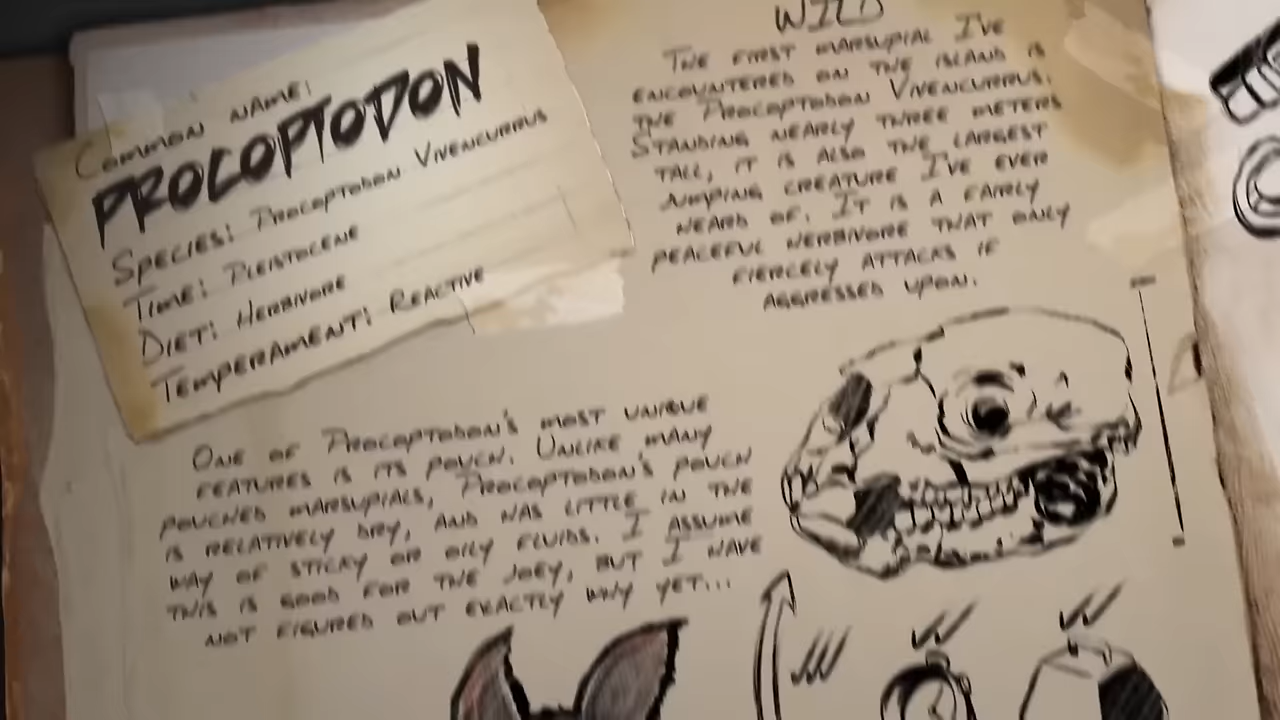 Common name:
PROCOPTODON
Species: Procoptodon Vivencurrus
Time: Pleistocene
Diet: Herbivore
Temperament: Reactive
WILD
The first marsupial I've
encountered on the island is
the Procoptodon Vivencurrus.
Standing nearly three meters
tall, it is also the largest
jumping creature I've ever
heard of. It is a fairly
peaceful herbivore that only
fiercely attacks if
aggressed upon.
One of Procoptodon's most unique
features is its pouch. Unlike many
pouched marsupials, Procoptodon's pouch
is relatively dry, and has little in the
way of sticky or oily fluids. I assume
this is good for the joey, but I have
not figured out exactly why yet...